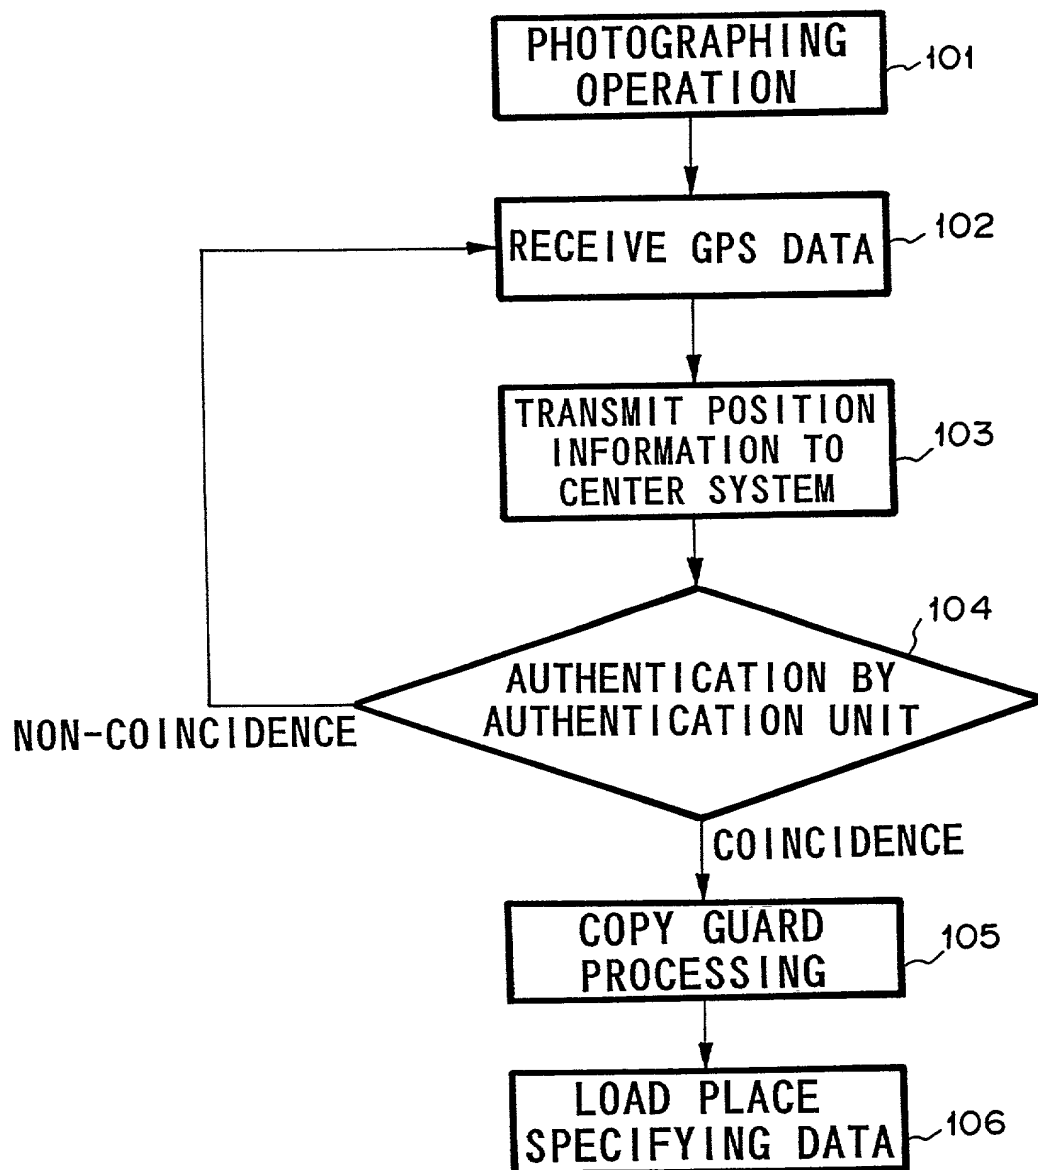 PHOTOGRAPHING
OPERATION
101
RECEIVE GPS DATA
102
TRANSMIT POSITION
INFORMATION TO
CENTER SYSTEM
103
104
AUTHENTICATION BY
AUTHENTICATION UNIT
NON-COINCIDENCE
COINCIDENCE
COPY GUARD
PROCESSING
105
LOAD PLACE
SPECIFYING DATA
106